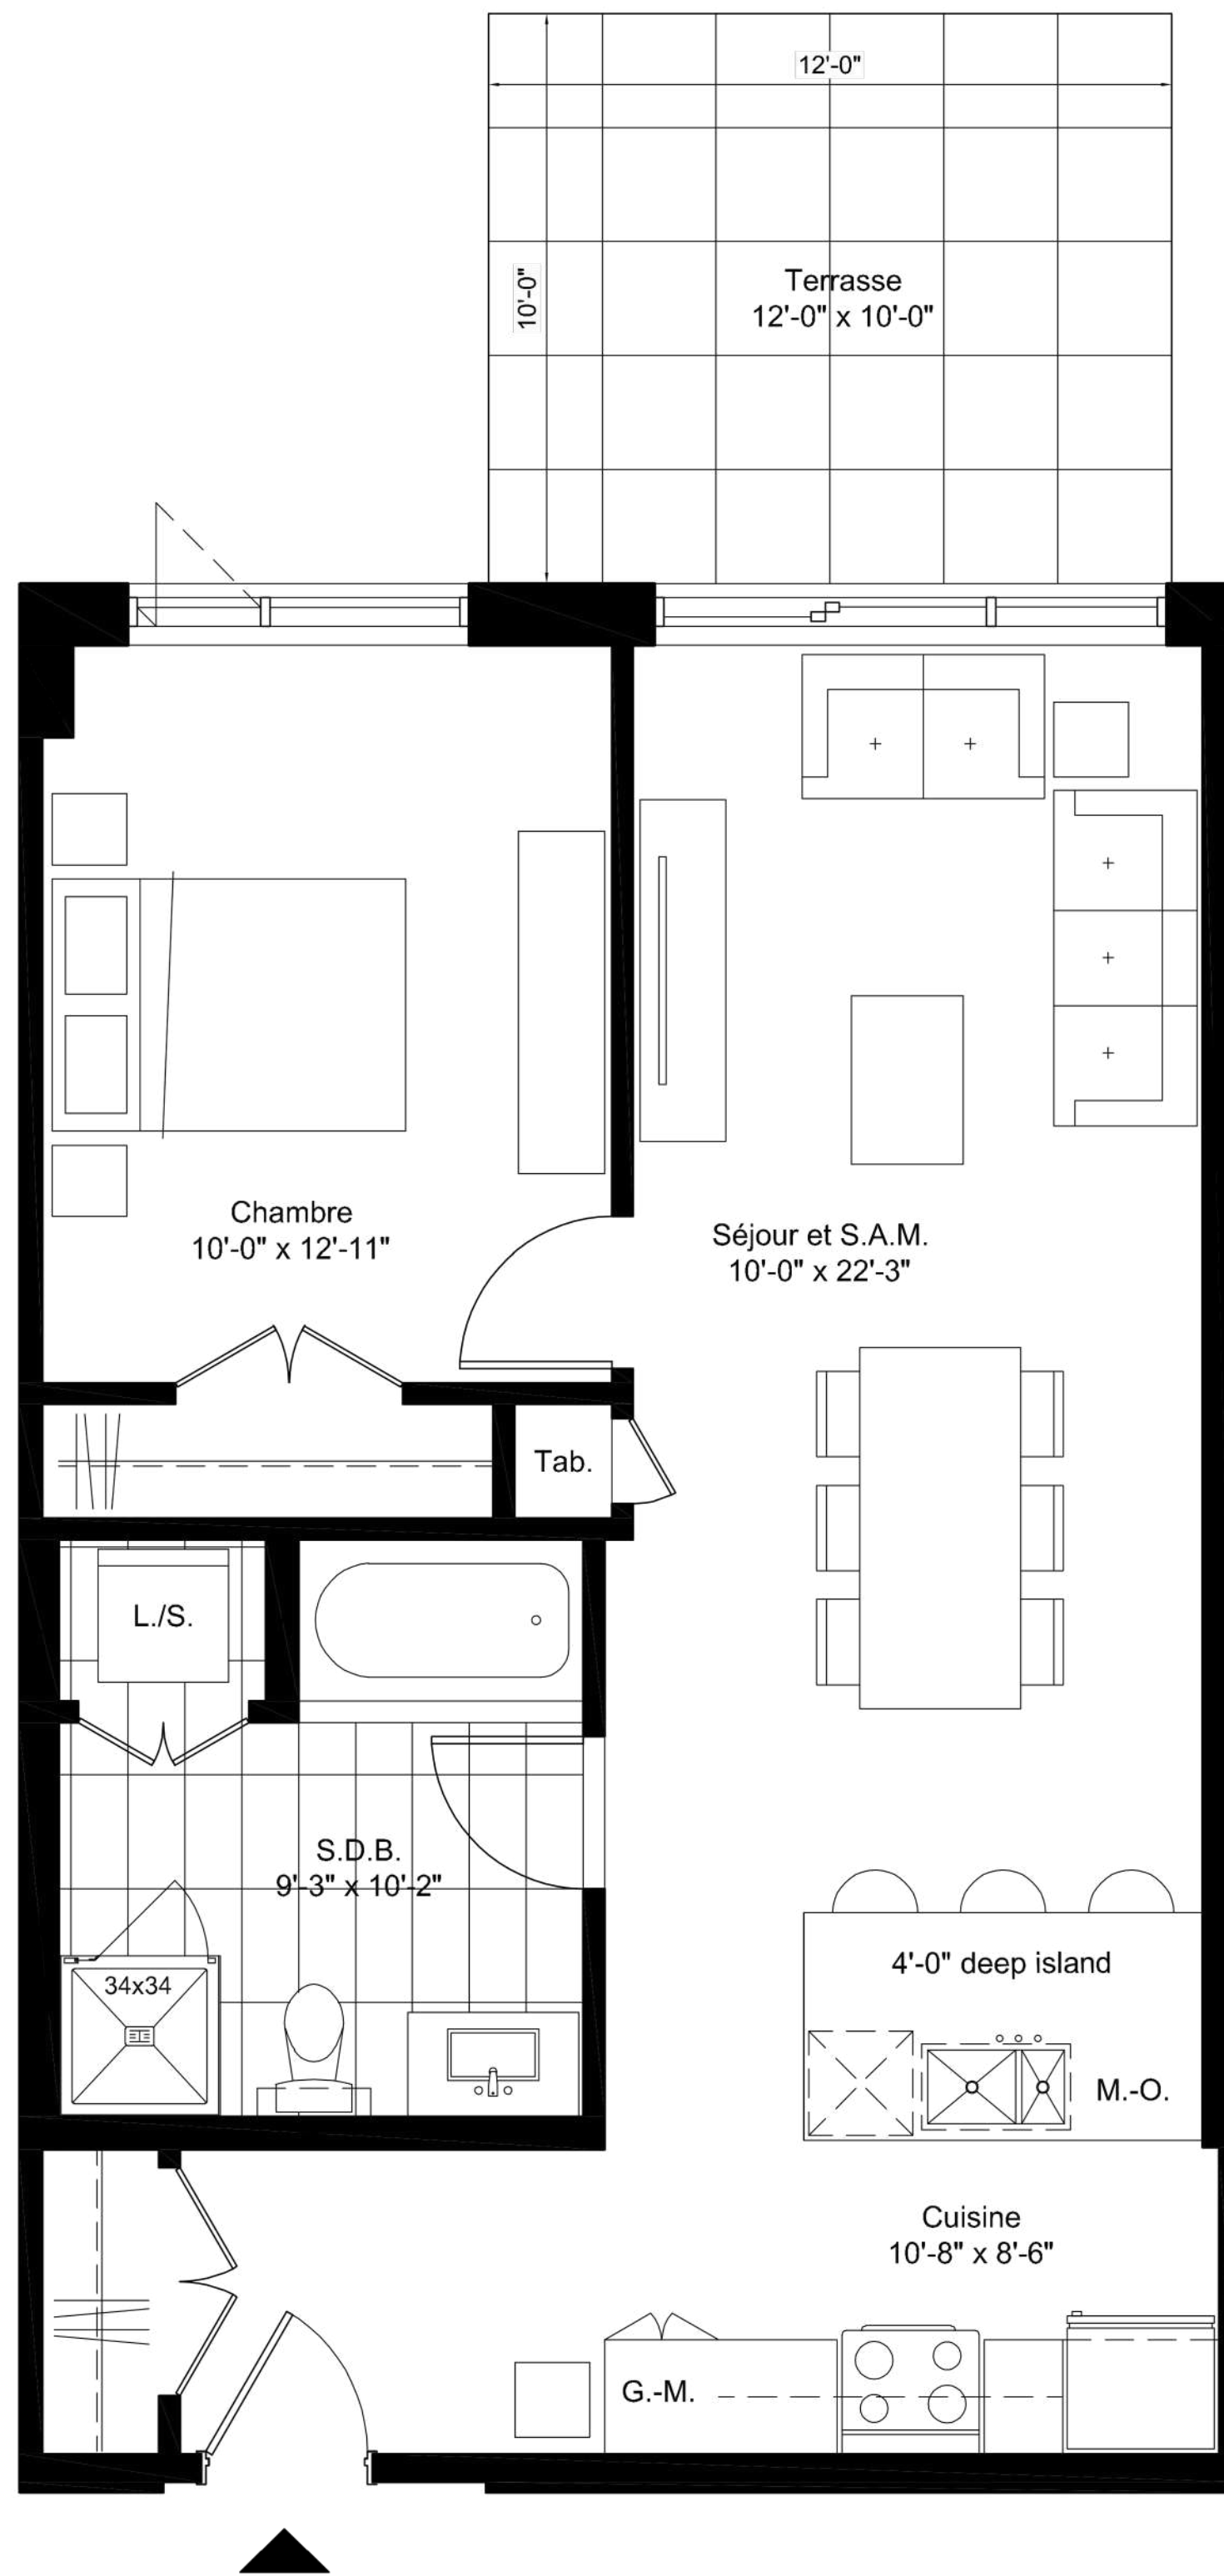 12'-0"
10'-0"
Terrasse
12'-0" x 10'-0"
Chambre
10'-0" x 12'-11"
Séjour et S.A.M.
10'-0" x 22'-3"
Tab.
L./S.
S.D.B.
9'-3" x 10'-2"
34x34
4'-0" deep island
M.-O.
Cuisine
10'-8" x 8'-6"
G.-M.